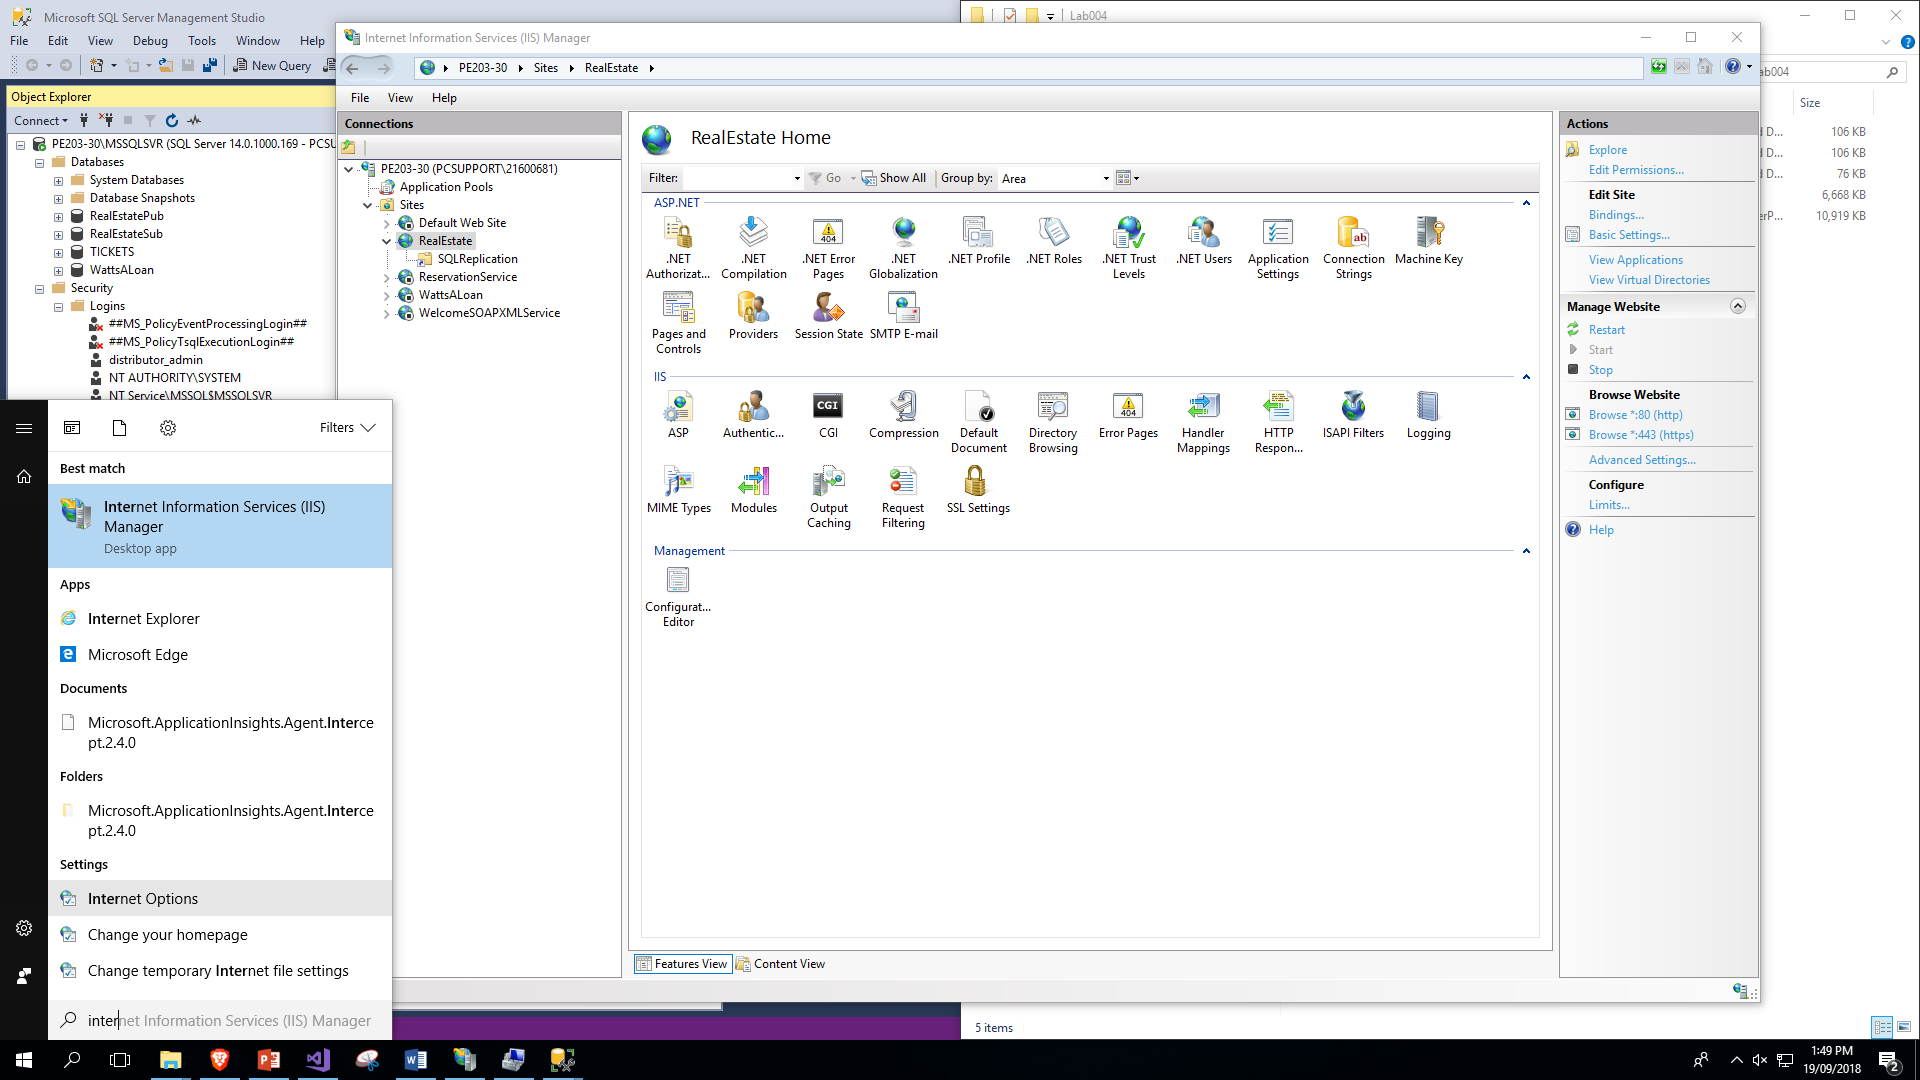 Microsoft SQL Server Management Studio
File Edit View Debug Tools Window Help
New Query
Object Explorer
Connect
PE203-30\MSSQLSVR (SQL Server 14.0.1000.169 - PCSU
Databases
System Databases
Database Snapshots
RealEstatePub
RealEstateSub
TICKETS
WattsALoan
Security
Logins
##MS_PolicyEventProcessingLogin##
##MS_PolicyTsqlExecutionLogin##
distributor_admin
NT AUTHORITY\SYSTEM
NT Service\MSSQL$MSSQLSVR
Filters
Best match
Internet Information Services (IIS)
Manager
Desktop app
Apps
Internet Explorer
Microsoft Edge
Documents
Microsoft.ApplicationInsights.Agent.Interce
pt.2.4.0
Folders
Microsoft.ApplicationInsights.Agent.Interce
pt.2.4.0
Settings
Internet Options
Change your homepage
Change temporary Internet file settings
internet Information Services (IIS) Manager
Internet Information Services (IIS) Manager
PE203-30 Sites RealEstate
File View Help
Connections
PE203-30 (PCSUPPORT\21600681)
Application Pools
Sites
Default Web Site
RealEstate
SQLReplication
ReservationService
WattsALoan
WelcomeSOAPXMLService
RealEstate Home
Filter: Go Show All Group by: Area
ASP.NET
.NET Authorizat...
.NET Compilation
.NET Error Pages
.NET Globalization
.NET Profile
.NET Roles
.NET Trust Levels
.NET Users
Application Settings
Connection Strings
Machine Key
Pages and Controls
Providers
Session State
SMTP E-mail
IIS
ASP
Authentic...
CGI
CGI
Compression
Default Document
Directory Browsing
404
Error Pages
Handler Mappings
HTTP Respon...
ISAPI Filters
Logging
MIME Types
Modules
Output Caching
Request Filtering
SSL Settings
Management
Configurat... Editor
Features View Content View
Actions
Explore
Edit Permissions...
Edit Site
Bindings...
Basic Settings...
View Applications
View Virtual Directories
Manage Website
Restart
Start
Stop
Browse Website
Browse *:80 (http)
Browse *:443 (https)
Advanced Settings...
Configure
Limits...
Help
Lab004
ab004
Size
d D... 106 KB
d D... 106 KB
d D... 76 KB
6,668 KB
erP... 10,919 KB
5 items
1:49 PM
19/09/2018
2